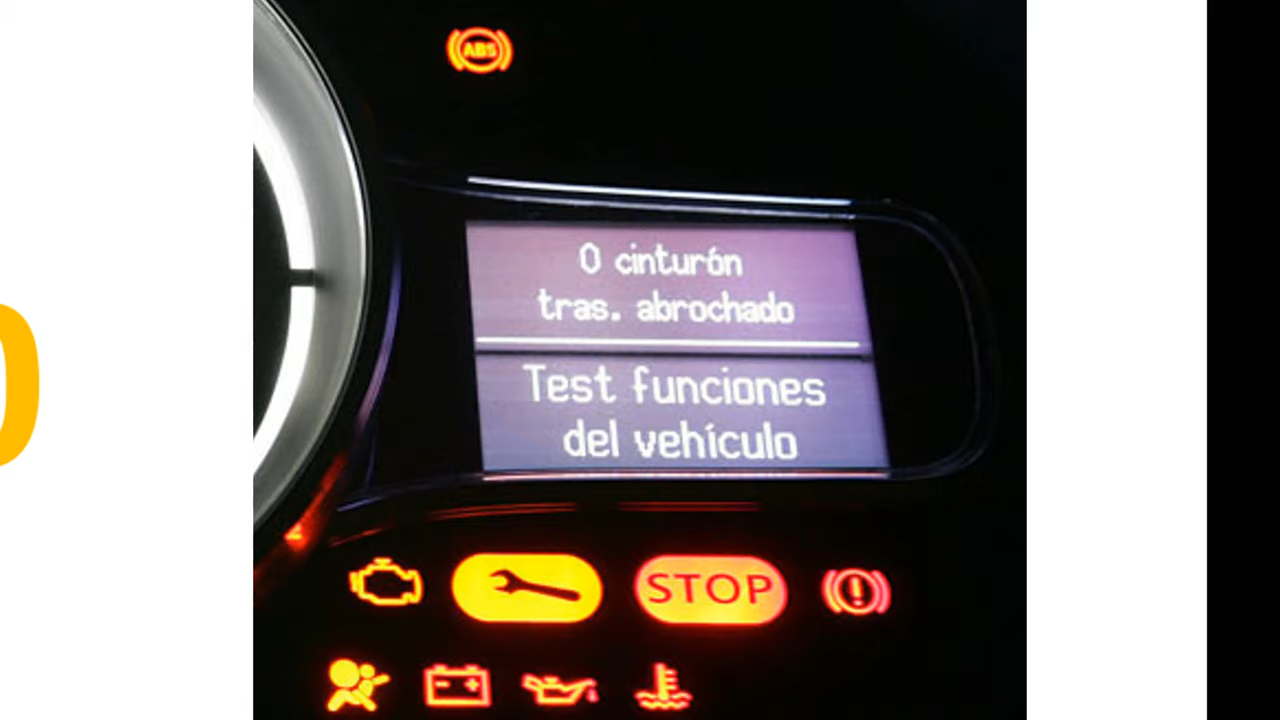 ABS
0 cinturón
tras. abrochado
Test funciones
del vehículo
STOP